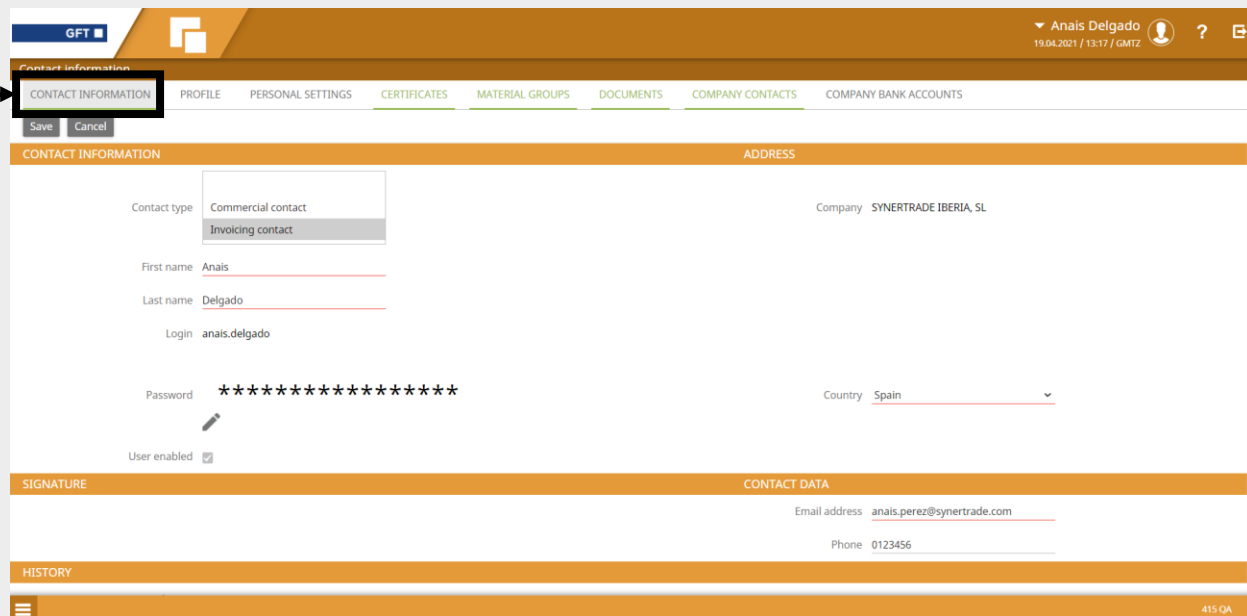 GFT
Anais Delgado
19.04.2021 / 13:17 / GMTZ
?
Contact information
CONTACT INFORMATION PROFILE PERSONAL SETTINGS CERTIFICATES MATERIAL GROUPS DOCUMENTS COMPANY CONTACTS COMPANY BANK ACCOUNTS
Save Cancel
CONTACT INFORMATION ADDRESS
Contact type Commercial contact Company SYNERTRADE IBERIA, SL
Invoicing contact
First name Anais
Last name Delgado
Login anais.delgado
Password ***************** Country Spain
User enabled
SIGNATURE CONTACT DATA
Email address anais.perez@synertrade.com
Phone 0123456
HISTORY
415 QA